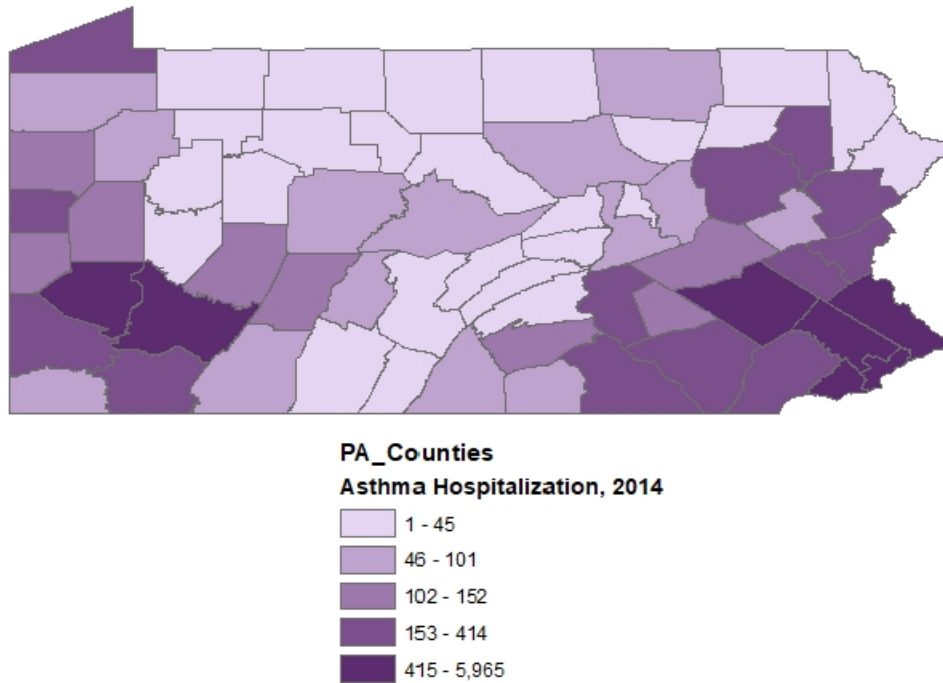 PA_Counties
Asthma Hospitalization, 2014
1 - 45
46 - 101
102 - 152
153 - 414
415 - 5,965